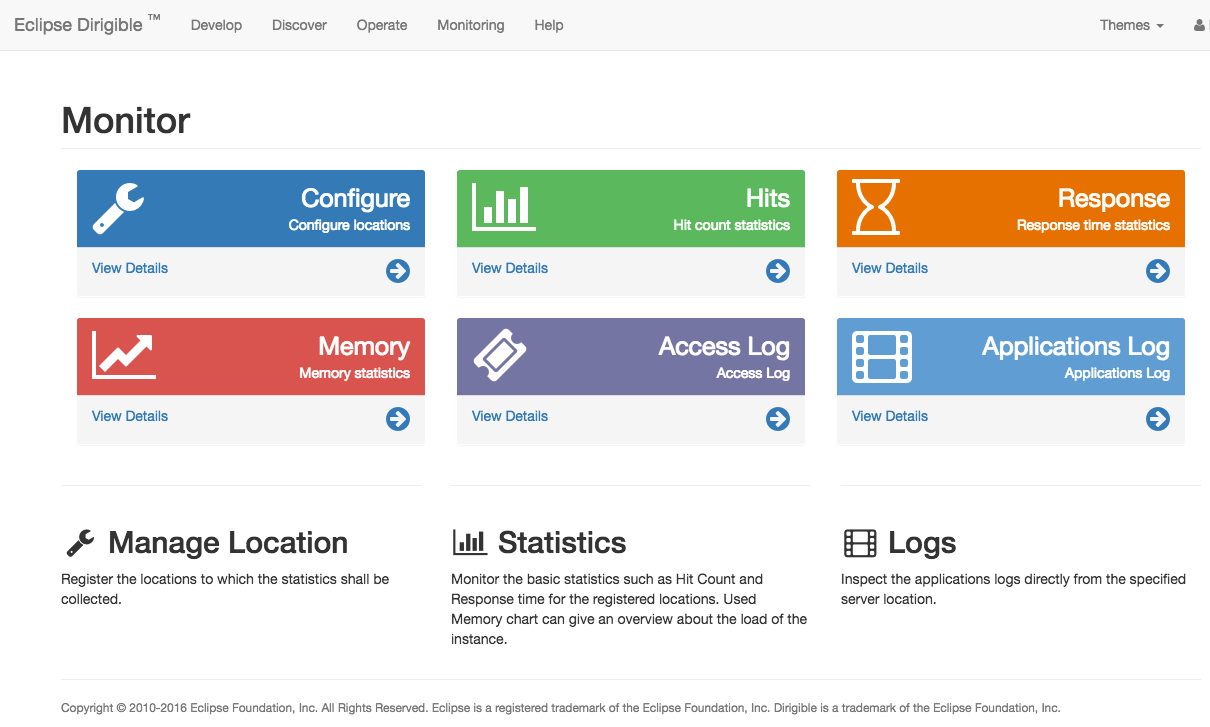 Eclipse Dirigible ™ Develop Discover Operate Monitoring Help Themes
Monitor
Configure
Configure locations
View Details
Hits
Hit count statistics
View Details
Response
Response time statistics
View Details
Memory
Memory statistics
View Details
Access Log
Access Log
View Details
Applications Log
Applications Log
View Details
Manage Location
Register the locations to which the statistics shall be
collected.
Statistics
Monitor the basic statistics such as Hit Count and
Response time for the registered locations. Used
Memory chart can give an overview about the load of the
instance.
Logs
Inspect the applications logs directly from the specified
server location.
Copyright © 2010-2016 Eclipse Foundation, Inc. All Rights Reserved. Eclipse is a registered trademark of the Eclipse Foundation, Inc. Dirigible is a trademark of the Eclipse Foundation, Inc.